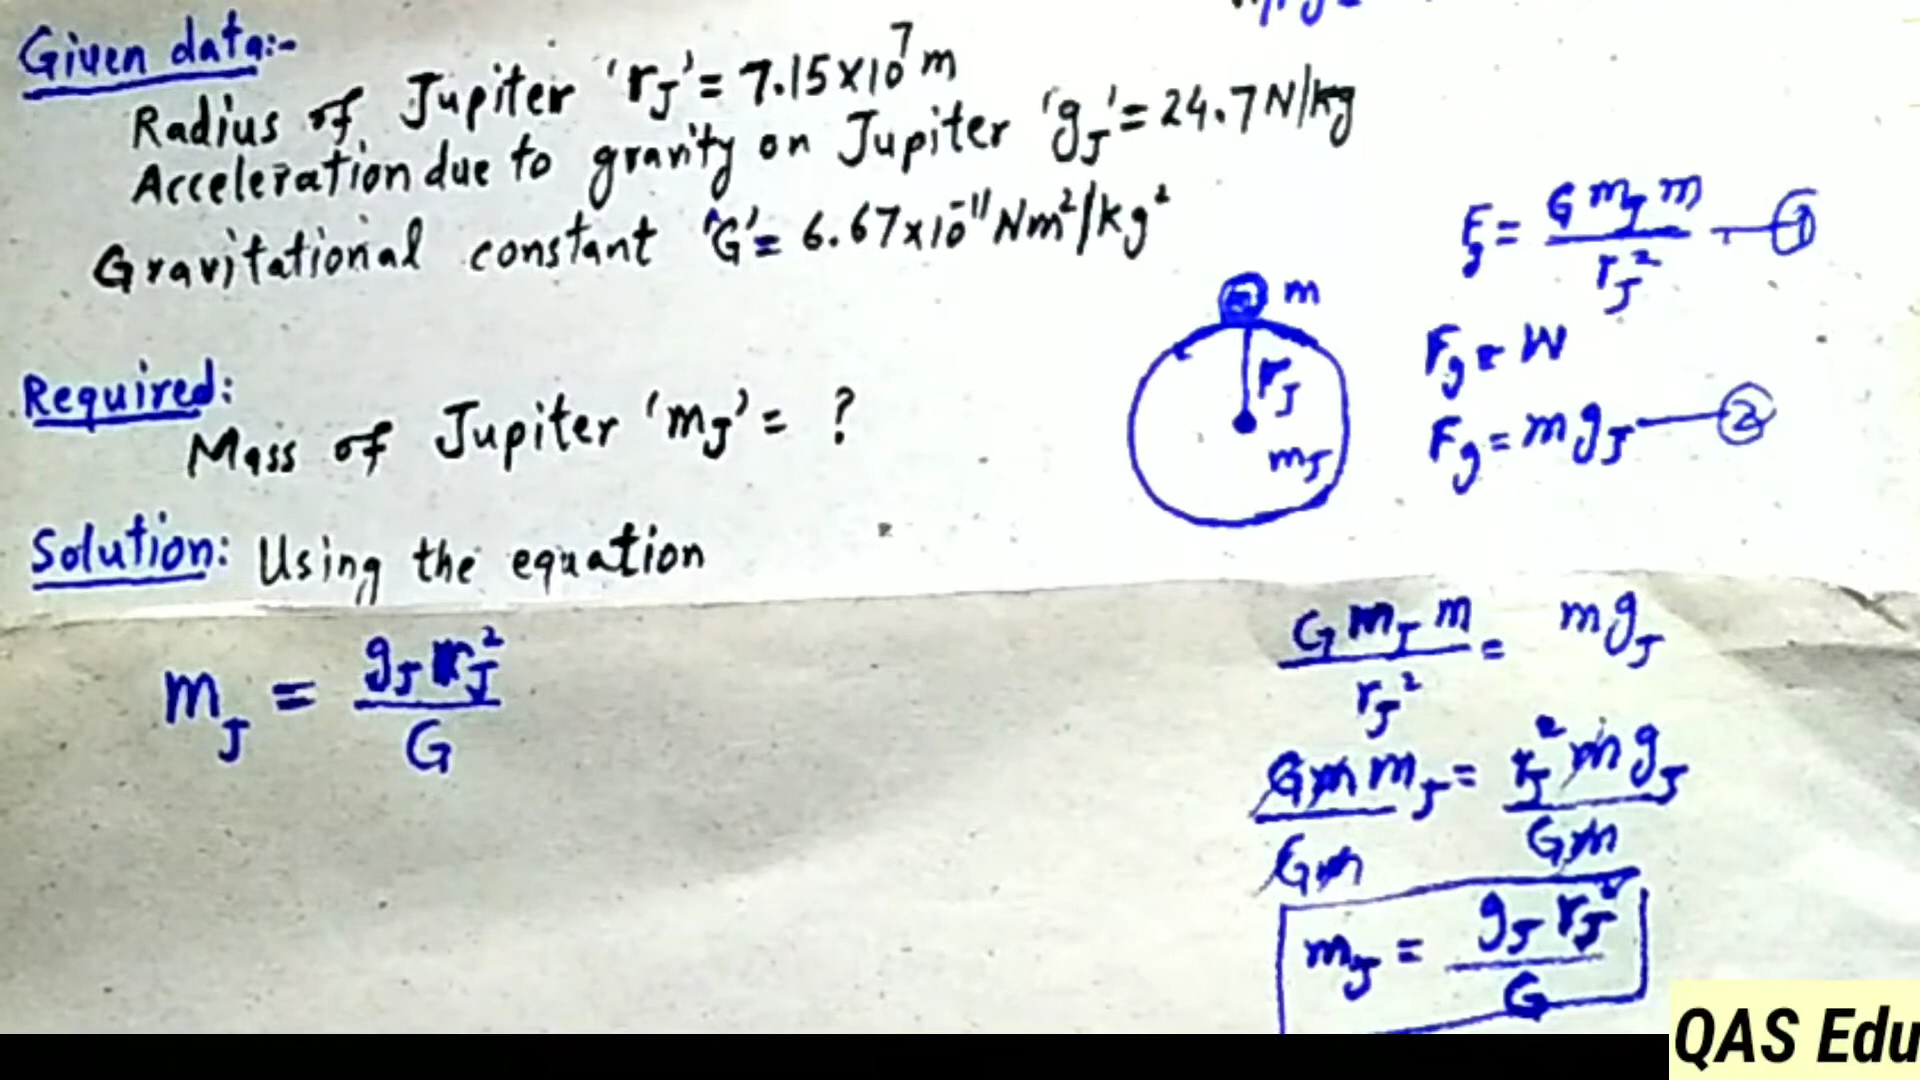 Given data:-
Radius of Jupiter 'rJ' = 7.15×10⁷ m
Acceleration due to gravity on Jupiter 'gJ' = 24.7 N/kg
Gravitational constant 'G' = 6.67×10⁻¹¹ Nm²/kg²
Required:
Mass of Jupiter 'mJ' = ?
Solution: Using the equation
mJ = gJ rJ² / G
m
rJ
mJ
Fg = G mJ m / rJ² — ①
Fg = W
Fg = m gJ — ②
G mJ m / rJ² = m gJ
G m mJ / G m = rJ² m gJ / G m
mJ = gJ rJ² / G
QAS Edu